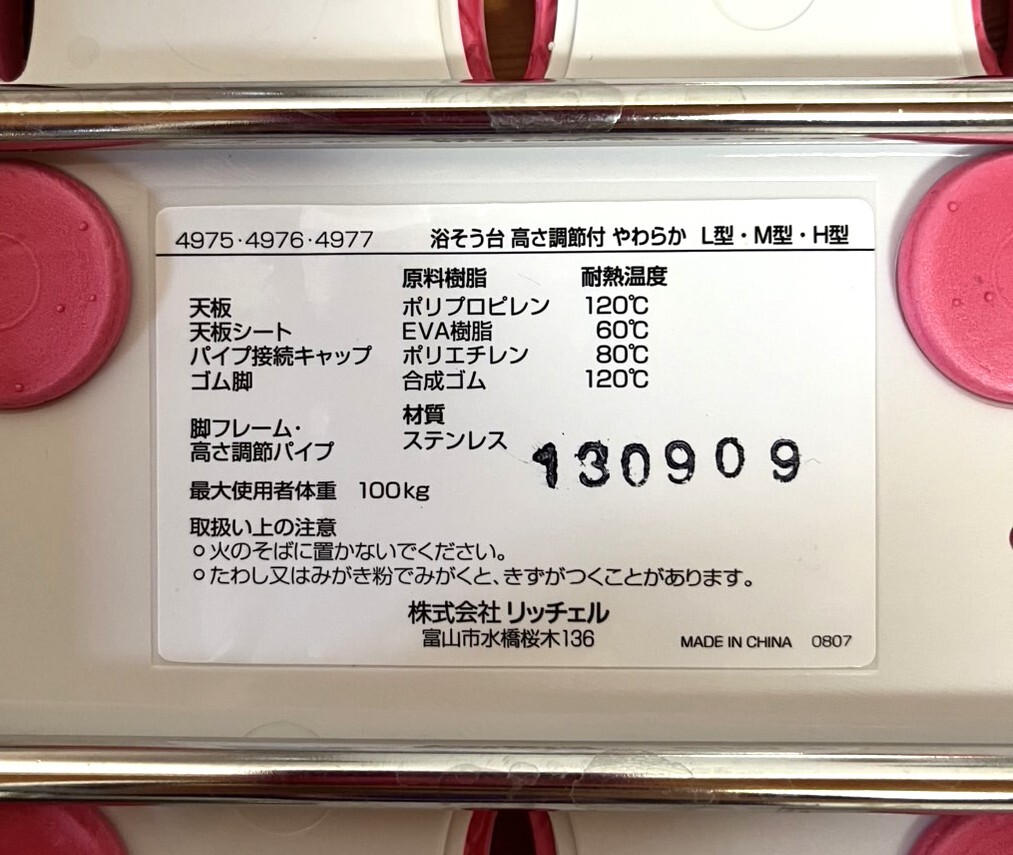 4975・4976・4977 浴そう台 高さ調節付 やわらか L型・M型・H型
原料樹脂 耐熱温度
天板 ポリプロピレン 120℃
天板シート EVA樹脂 60℃
パイプ接続キャップ ポリエチレン 80℃
ゴム脚 合成ゴム 120℃
材質
脚フレーム・
高さ調節パイプ ステンレス
130909
最大使用者体重 100kg
取扱い上の注意
○火のそばに置かないでください。
○たわし又はみがき粉でみがくと、きずがつくことがあります。
株式会社 リッチェル
富山市水橋桜木136
MADE IN CHINA 0807